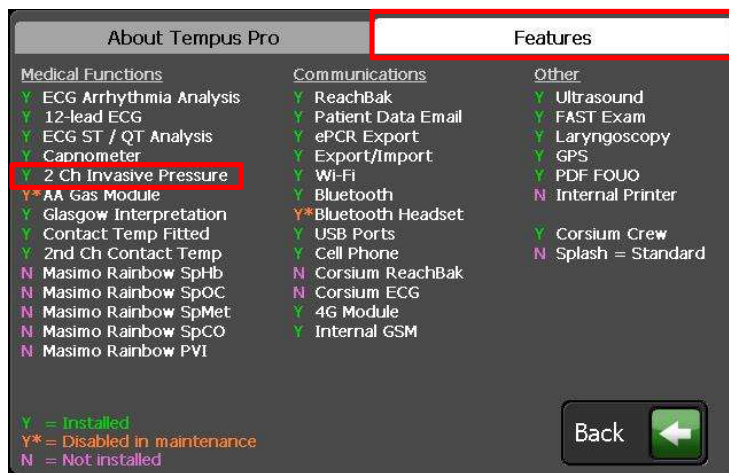 About Tempus Pro
Features
Medical Functions
Y ECG Arrhythmia Analysis
Y 12-lead ECG
Y ECG ST / QT Analysis
Y Capnometer
Y 2 Ch Invasive Pressure
Y* AA Gas Module
Y Glasgow Interpretation
Y Contact Temp Fitted
Y 2nd Ch Contact Temp
N Masimo Rainbow SpHb
N Masimo Rainbow SpOC
N Masimo Rainbow SpMet
N Masimo Rainbow SpCO
N Masimo Rainbow PVI
Communications
Y ReachBak
Y Patient Data Email
Y ePCR Export
Y Export/Import
Y Wi-Fi
Y Bluetooth
Y* Bluetooth Headset
Y USB Ports
Y Cell Phone
N Corsium ReachBak
N Corsium ECG
Y 4G Module
Y Internal GSM
Other
Y Ultrasound
Y FAST Exam
Y Laryngoscopy
Y GPS
Y PDF FOUO
N Internal Printer
Y Corsium Crew
N Splash = Standard
Y = Installed
Y* = Disabled in maintenance
N = Not installed
Back